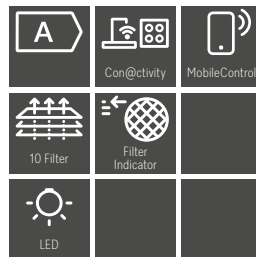 A
Con@ctivity
MobileControl
10 Filter
Filter
Indicator
LED